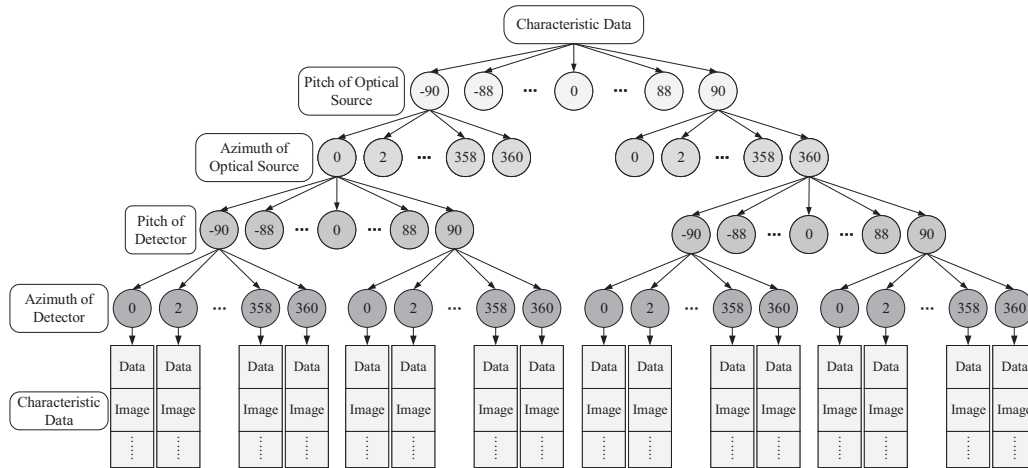 Characteristic Data
Pitch of Optical
Source
-90 -88 ... 0 ... 88 90
Azimuth of
Optical Source
0 2 ... 358 360 0 2 ... 358 360
Pitch of
Detector
-90 -88 ... 0 ... 88 90 -90 -88 ... 0 ... 88 90
Azimuth of
Detector
0 2 ... 358 360 0 2 ... 358 360 0 2 ... 358 360 0 2 ... 358 360
Data Data Data Data Data Data Data Data Data Data Data Data Data Data Data Data
Characteristic
Data
Image Image Image Image Image Image Image Image Image Image Image Image Image Image Image Image